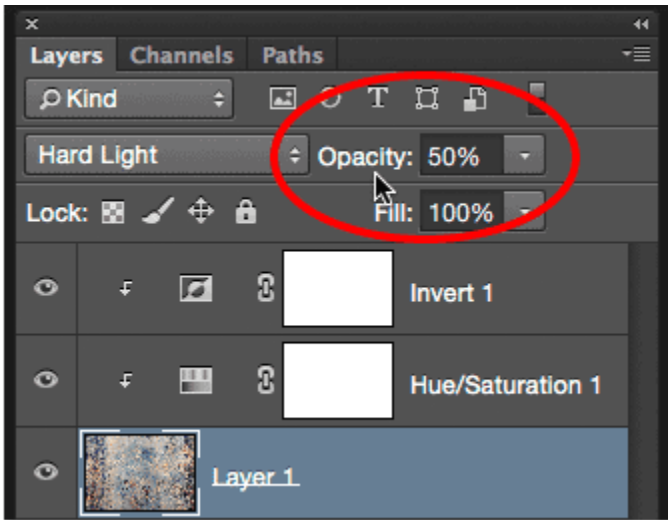 Layers Channels Paths
Kind T
Hard Light Opacity: 50%
Lock: Fill: 100%
Invert 1
Hue/Saturation 1
Layer 1